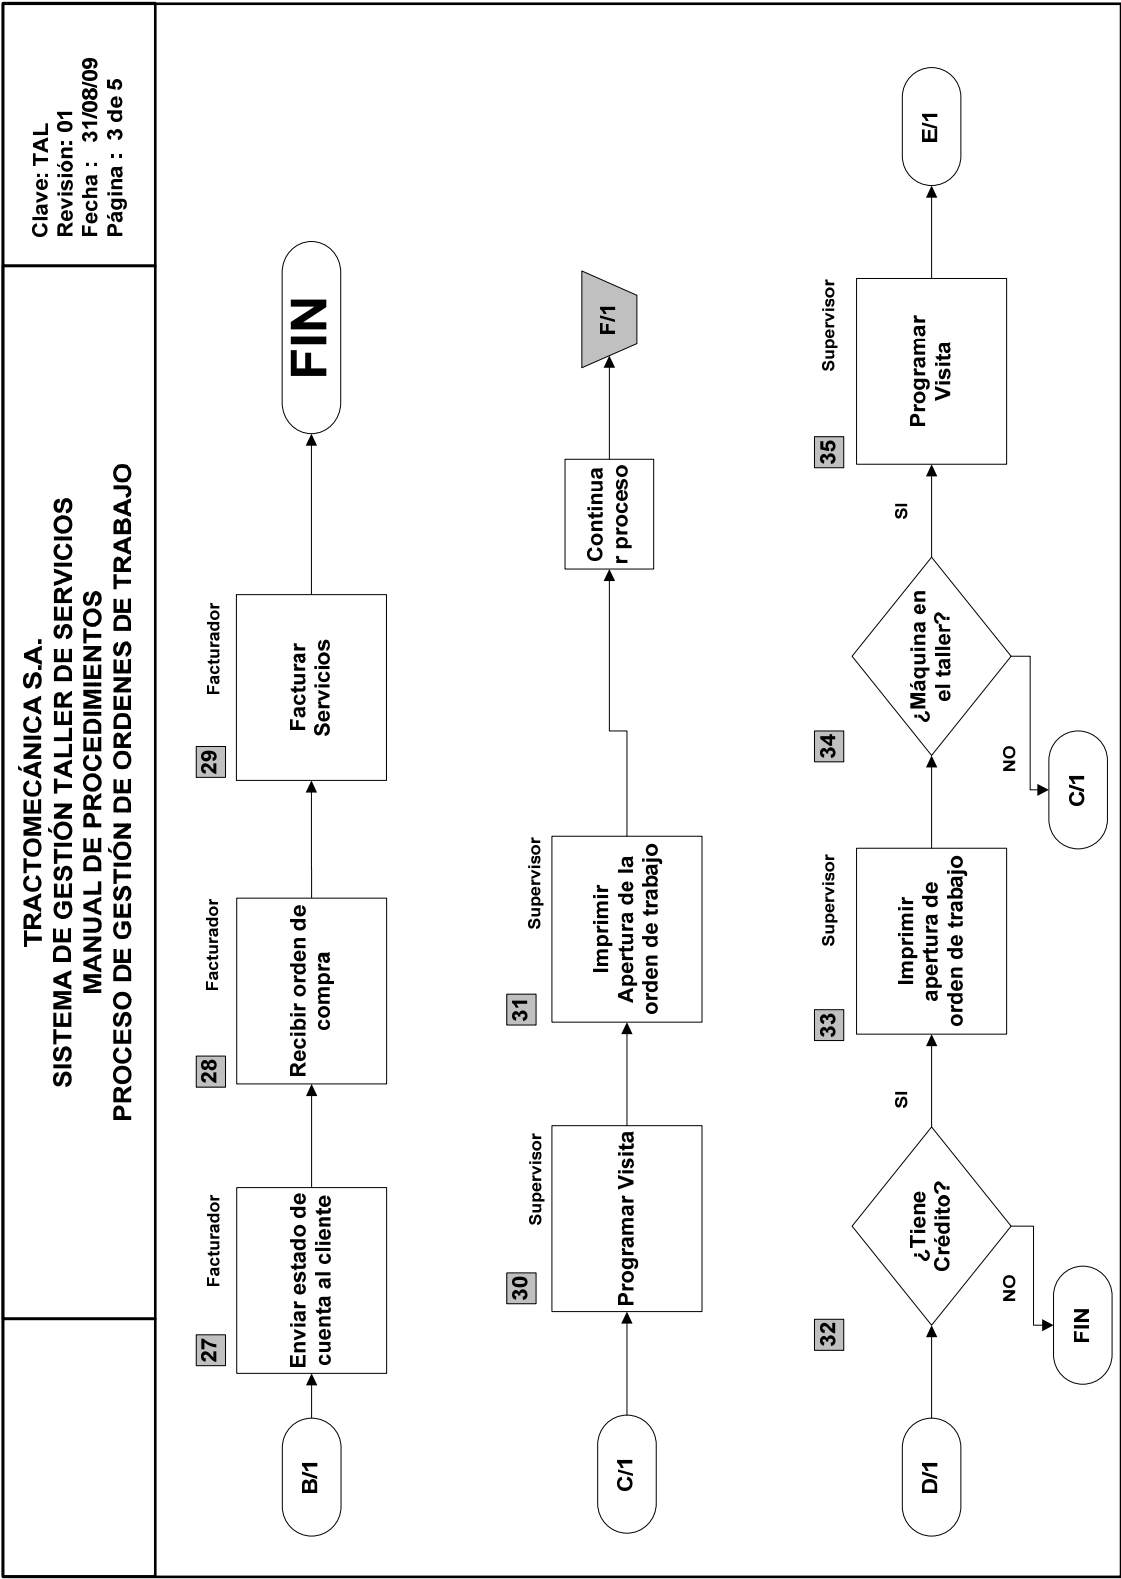 TRACTOMECÁNICA S.A.
SISTEMA DE GESTIÓN TALLER DE SERVICIOS
MANUAL DE PROCEDIMIENTOS
PROCESO DE GESTIÓN DE ORDENES DE TRABAJO
Clave: TAL
Revisión: 01
Fecha : 31/08/09
Página : 3 de 5
B/1
27
Facturador
Enviar estado de
cuenta al cliente
28
Facturador
Recibir orden de
compra
29
Facturador
Facturar
Servicios
FIN
C/1
30
Supervisor
Programar Visita
31
Supervisor
Imprimir
Apertura de la
orden de trabajo
Continua
r proceso
F/1
D/1
32
¿Tiene
Crédito?
NO
FIN
SI
33
Supervisor
Imprimir
apertura de
orden de trabajo
34
¿Máquina en
el taller?
NO
C/1
SI
35
Supervisor
Programar
Visita
E/1